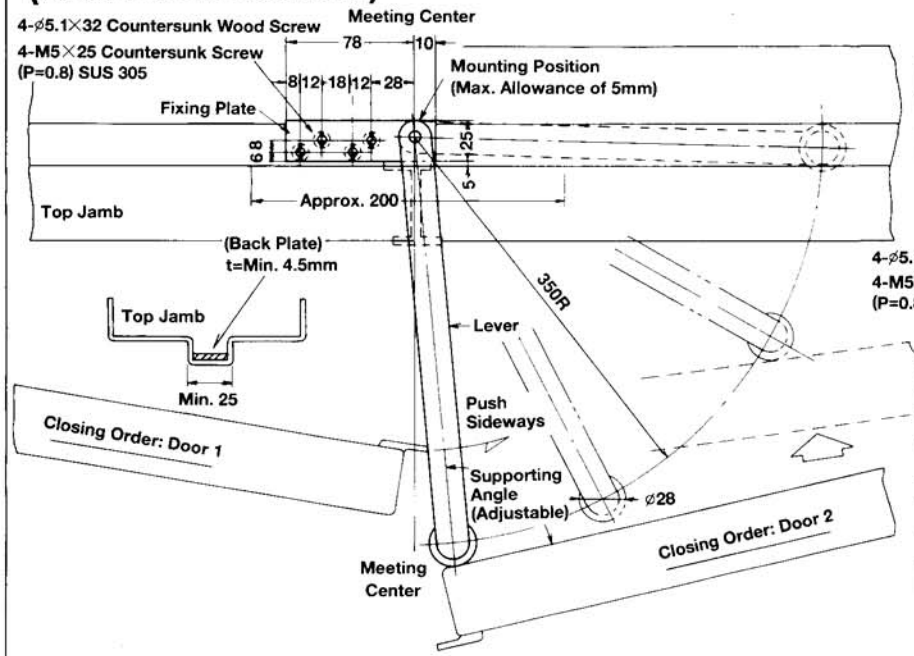 4-ø5.1×32 Countersunk Wood Screw
4-M5×25 Countersunk Screw
(P=0.8) SUS 305
Meeting Center
78
10
8
12
18
12
28
Mounting Position
(Max. Allowance of 5mm)
Fixing Plate
6
8
25
5
Approx. 200
Top Jamb
(Back Plate)
t=Min. 4.5mm
Top Jamb
Min. 25
350R
4-ø5.
4-M5
(P=0.
Lever
Push
Sideways
Closing Order: Door 1
Supporting
Angle
(Adjustable)
ø28
Closing Order: Door 2
Meeting
Center